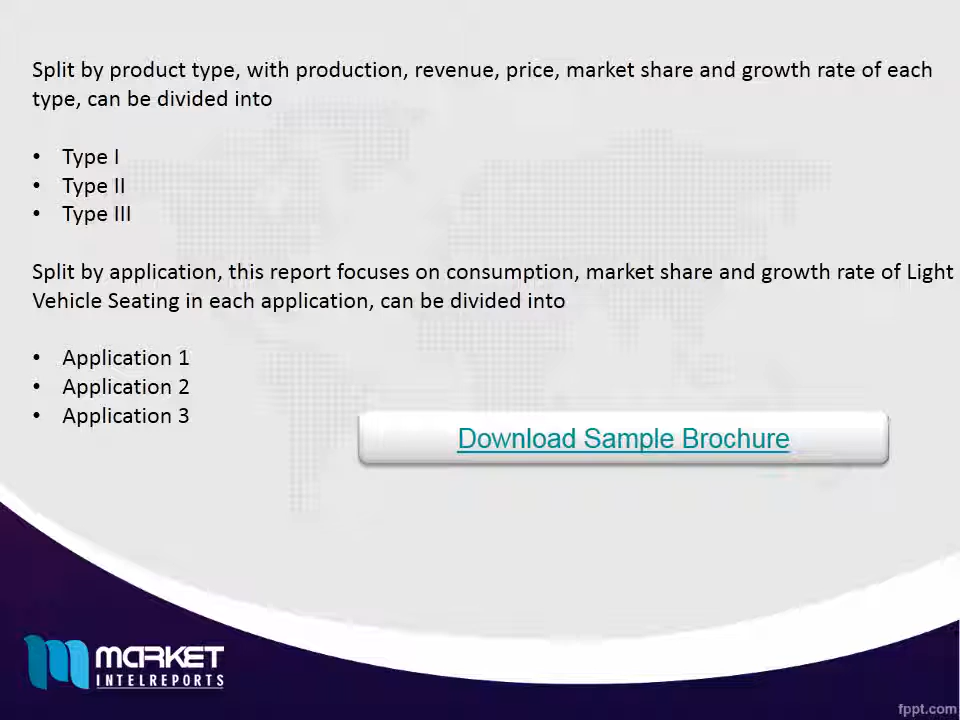 Split by product type, with production, revenue, price, market share and growth rate of each
type, can be divided into
• Type I
• Type II
• Type III
Split by application, this report focuses on consumption, market share and growth rate of Light
Vehicle Seating in each application, can be divided into
• Application 1
• Application 2
• Application 3
Download Sample Brochure
MARKET
INTELREPORTS
fppt.com